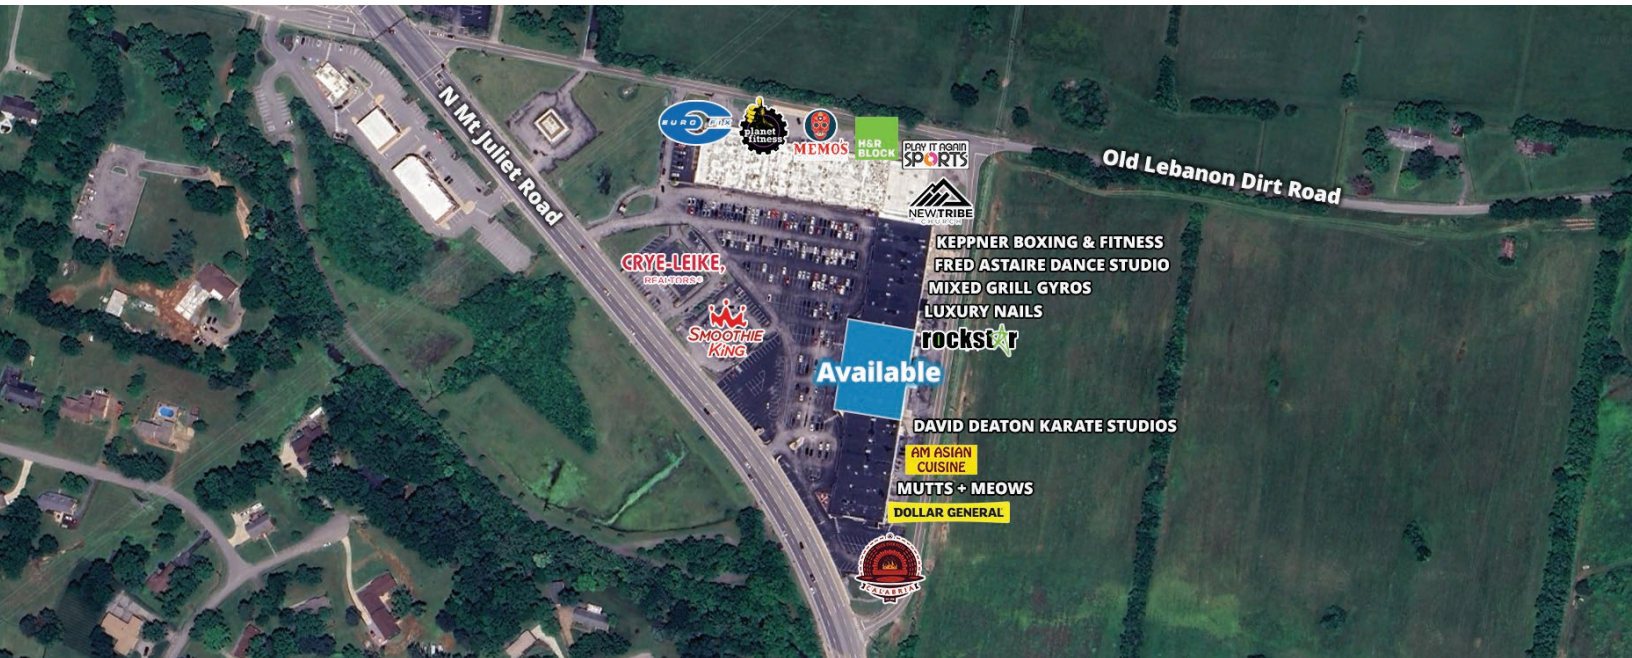 N Mt Juliet Road
EURO
planet
fitness
MEMO'S
H&R
BLOCK
PLAY IT AGAIN
SPORTS
Old Lebanon Dirt Road
NEWTRIBE
CHURCH
KEPPNER BOXING & FITNESS
CRYE-LEIKE,
REALTORS®
FRED ASTAIRE DANCE STUDIO
MIXED GRILL GYROS
LUXURY NAILS
SMOOTHIE
KING
rockstar
Available
DAVID DEATON KARATE STUDIOS
AM ASIAN
CUISINE
MUTTS + MEOWS
DOLLAR GENERAL
CALABRIA